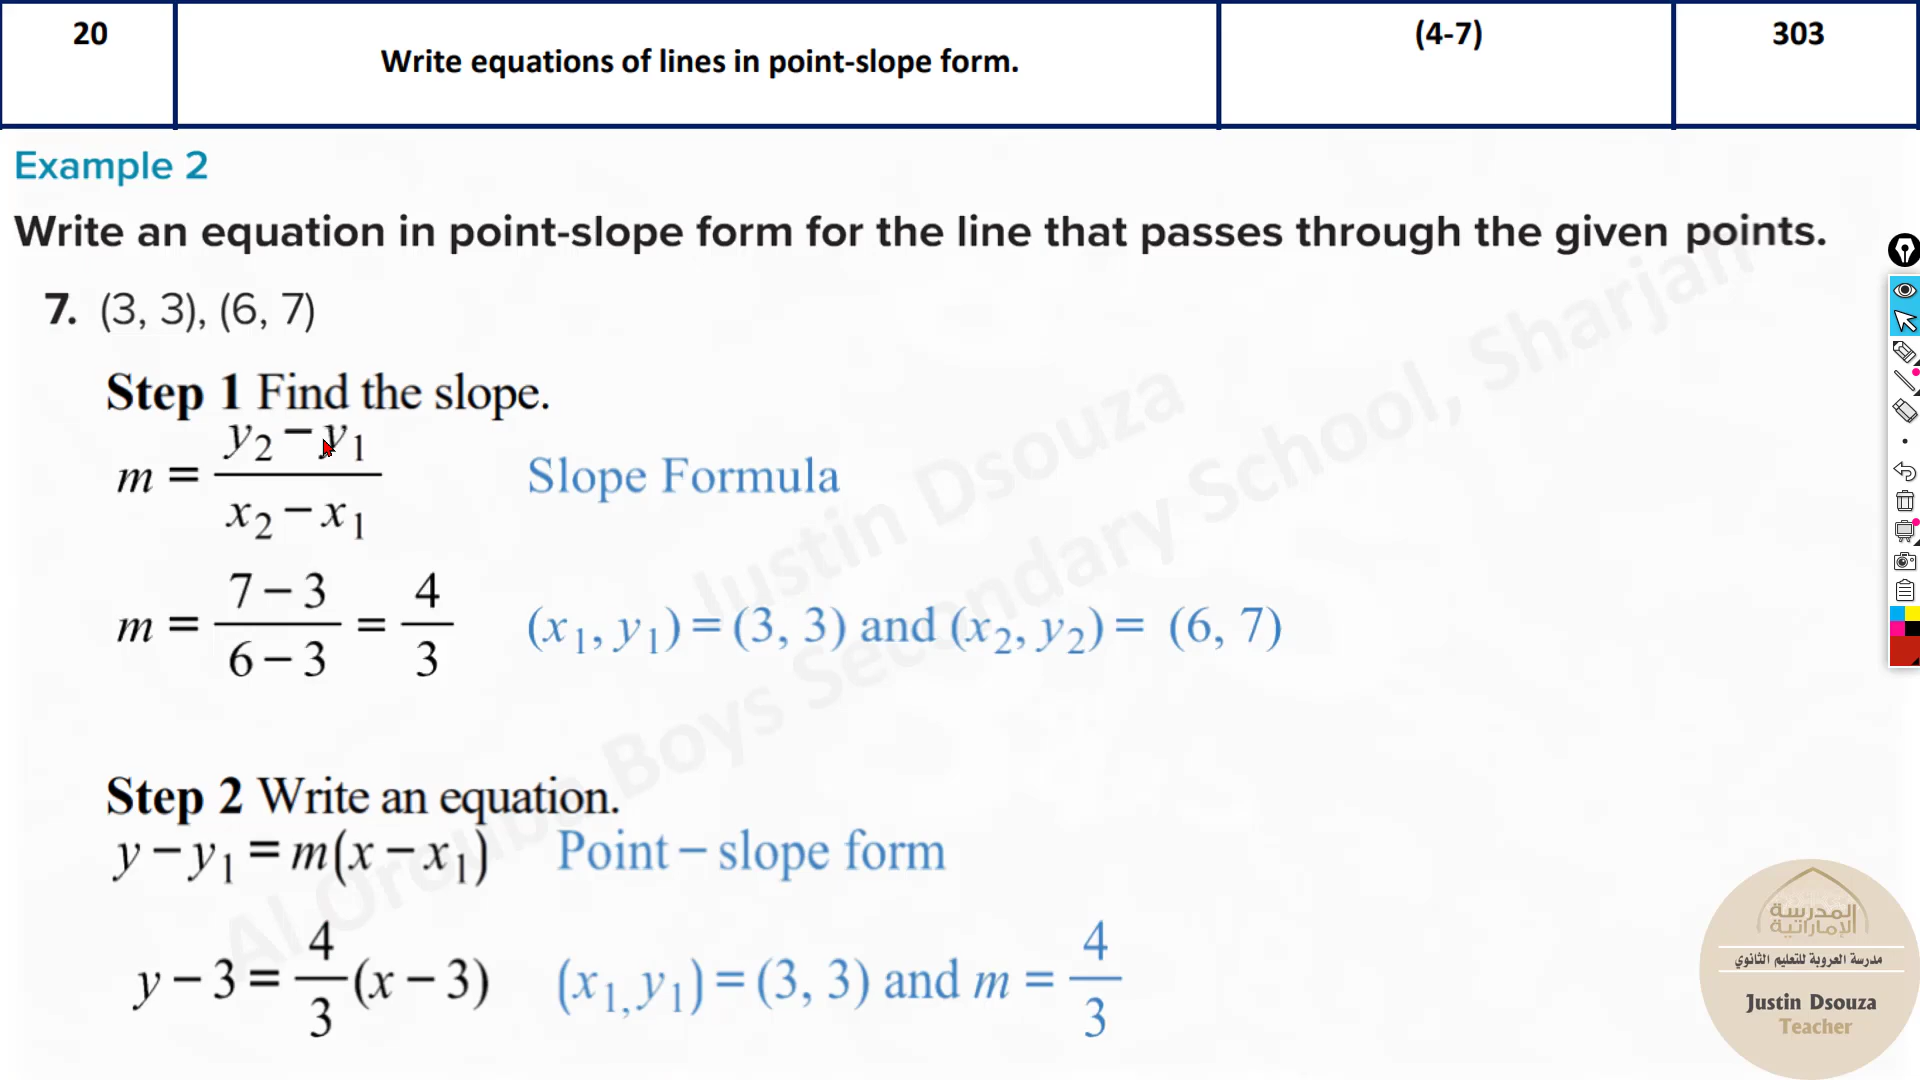 20
Write equations of lines in point-slope form.
(4-7)
303
Example 2
Write an equation in point-slope form for the line that passes through the given points.
7. (3, 3), (6, 7)
Step 1 Find the slope.
m = (y₂ − y₁)/(x₂ − x₁) Slope Formula
m = (7 − 3)/(6 − 3) = 4/3 (x₁, y₁) = (3, 3) and (x₂, y₂) = (6, 7)
Step 2 Write an equation.
y − y₁ = m(x − x₁) Point − slope form
y − 3 = 4/3 (x − 3) (x₁, y₁) = (3, 3) and m = 4/3
Justin Dsouza
Al Orouba Boys Secondary School, Sharjah
المدرسة
الإماراتية
مدرسة العروبة للتعليم الثانوي
Justin Dsouza
Teacher